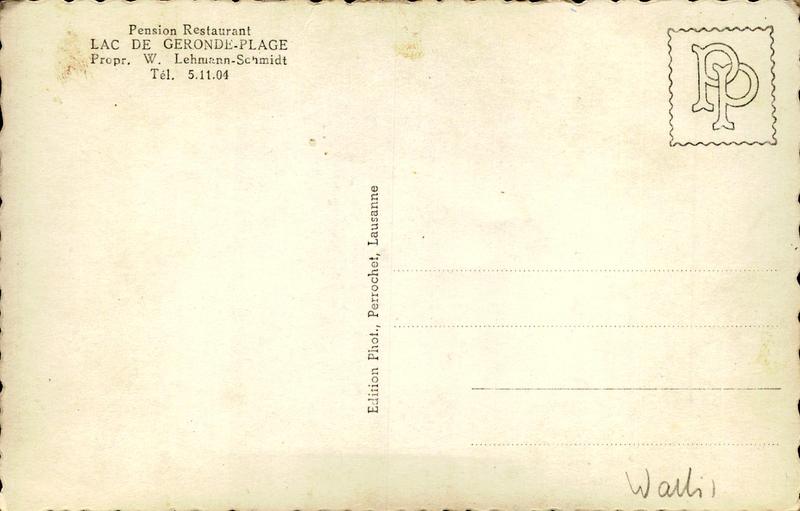 Pension Restaurant
LAC DE GERONDE-PLAGE
Propr. W. Lehmann-Schmidt
Tél. 5.11.04
PP
Edition Phot., Perrochet, Lausanne
Wallis